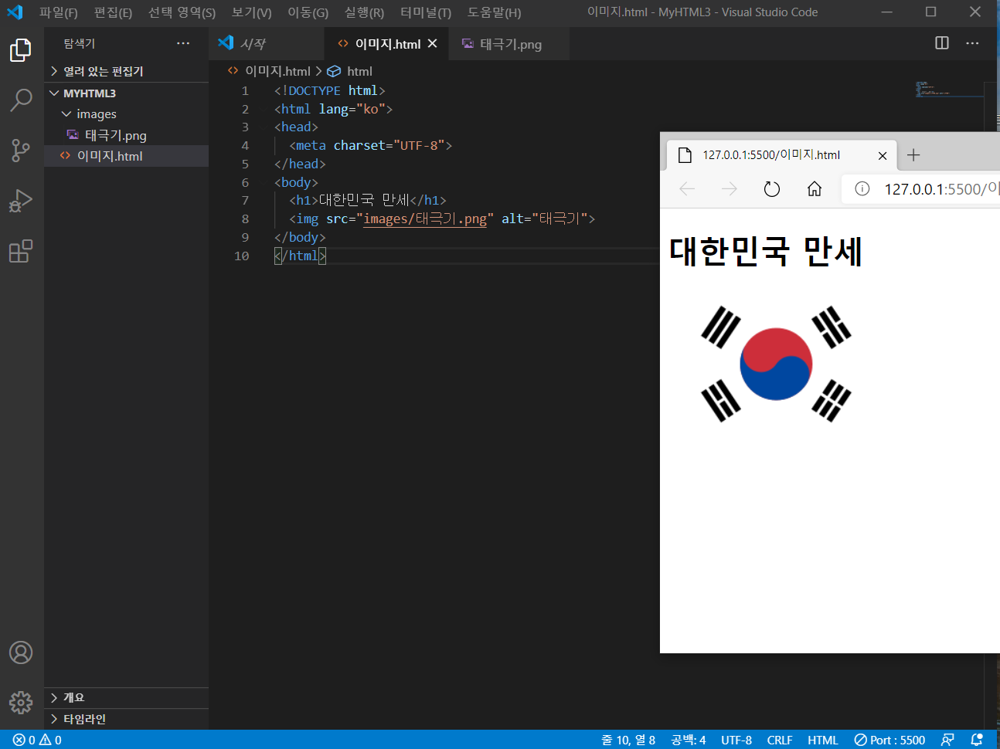 파일(F) 편집(E) 선택 영역(S) 보기(V) 이동(G) 실행(R) 터미널(T) 도움말(H) 이미지.html - MyHTML3 - Visual Studio Code
탐색기
시작 이미지.html 태극기.png
열려 있는 편집기
이미지.html > html
MYHTML3
images
태극기.png
이미지.html
1 <!DOCTYPE html>
2 <html lang="ko">
3 <head>
4 <meta charset="UTF-8">
5 </head>
6 <body>
7 <h1>대한민국 만세</h1>
8 <img src="images/태극기.png" alt="태극기">
9 </body>
10 </html>
127.0.0.1:5500/이미지.html
127.0.0.1:5500/이
대한민국 만세
개요
타임라인
0 0 줄 10, 열 8 공백: 4 UTF-8 CRLF HTML Port : 5500